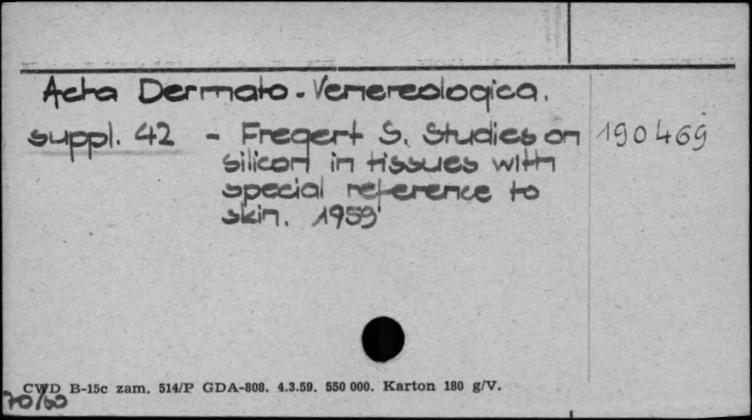 Acta Dermato-Venereologica.
suppl. 42 - Fregert S. Studies on 190469
silicon in tissues with
special reference to
skin. 1959
CWD B-15c zam. 514/P GDA-808. 4.3.59. 550 000. Karton 180 g/V.
70/60